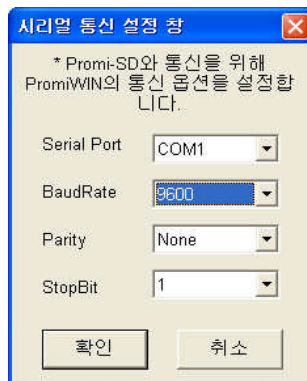 시리얼 통신 설정 창
* Promi-SD와 통신을 위해
PromiWIN의 통신 옵션을 설정합
니다.
Serial Port COM1
BaudRate 9600
Parity None
StopBit 1
확인 취소